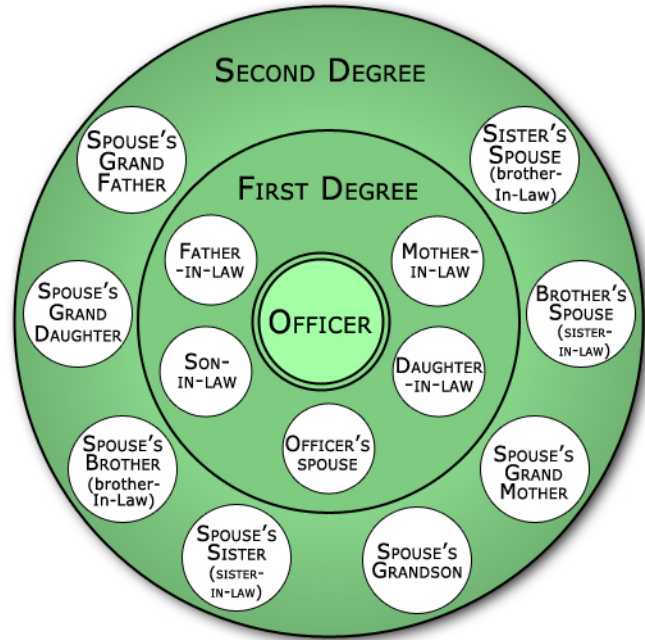 Second Degree
Spouse's
Grand
Father
Sister's
Spouse
(brother-
In-Law)
First Degree
Father
-in-law
Mother-
in-law
Spouse's
Grand
Daughter
Officer
Brother's
Spouse
(sister-
in-law)
Son-
in-law
Daughter
-in-law
Spouse's
Brother
(brother-
In-Law)
Officer's
spouse
Spouse's
Grand
Mother
Spouse's
Sister
(sister-
in-law)
Spouse's
Grandson